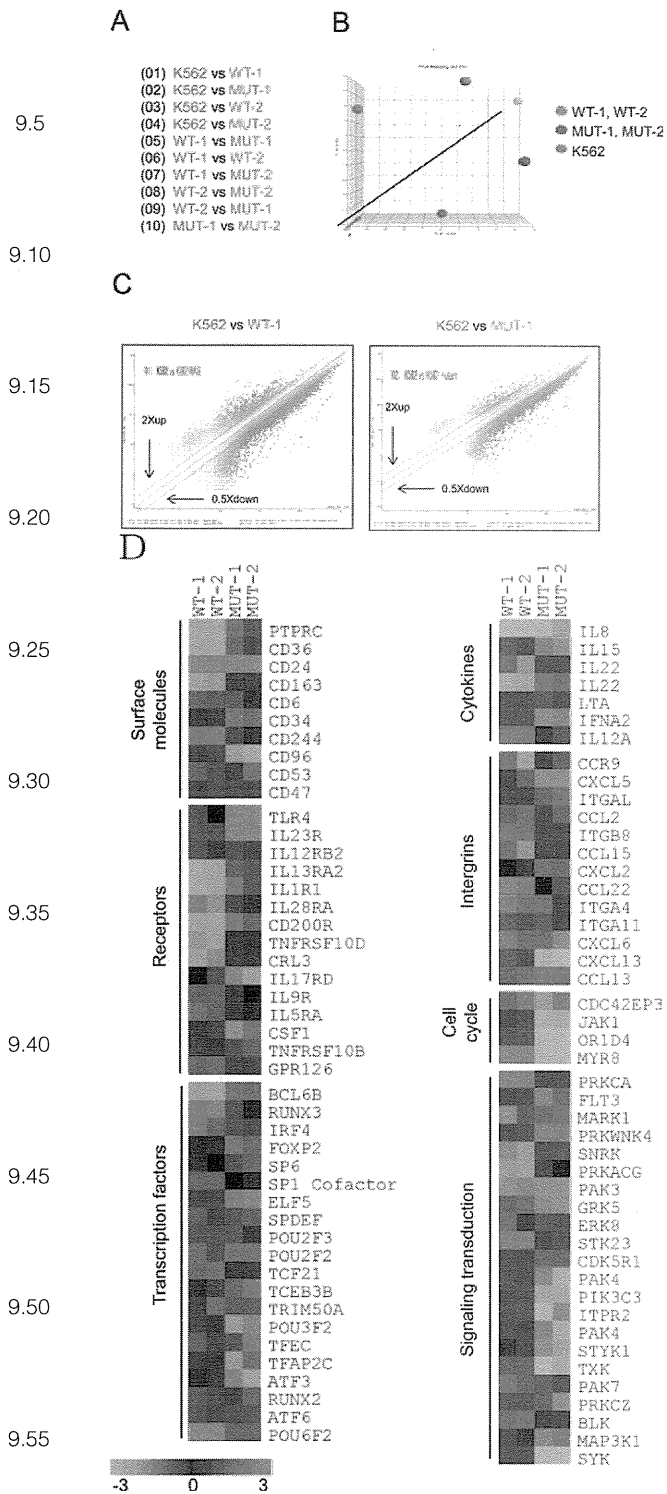 A
(01) K562 vs WT-1
(02) K562 vs MUT-1
(03) K562 vs WT-2
(04) K562 vs MUT-2
(05) WT-1 vs MUT-1
(06) WT-1 vs WT-2
(07) WT-1 vs MUT-2
(08) WT-2 vs MUT-2
(09) WT-2 vs MUT-1
(10) MUT-1 vs MUT-2
B
WT-1, WT-2
MUT-1, MUT-2
K562
9.5
9.10
9.15
9.20
9.25
9.30
9.35
9.40
9.45
9.50
9.55
C
K562 vs WT-1
2Xup
0.5Xdown
K562 vs MUT-1
2Xup
0.5Xdown
D
WT-1
WT-2
MUT-1
MUT-2
Surface molecules
PTPRC
CD36
CD24
CD163
CD6
CD34
CD244
CD96
CD53
CD47
Receptors
TLR4
IL23R
IL12RB2
IL13RA2
IL1R1
IL28RA
CD200R
TNFRSF10D
CRL3
IL17RD
IL9R
IL5RA
CSF1
TNFRSF10B
GPR126
Transcription factors
BCL6B
RUNX3
IRF4
FOXP2
SP6
SP1 Cofactor
ELF5
SPDEF
POU2F3
POU2F2
TCF21
TCEB3B
TRIM50A
POU3F2
TFEC
TFAP2C
ATF3
RUNX2
ATF6
POU6F2
-3 0 3
WT-1
WT-2
MUT-1
MUT-2
Cytokines
IL8
IL15
IL22
IL22
LTA
IFNA2
IL12A
Intergrins
CCR9
CXCL5
ITGAL
CCL2
ITGB8
CCL15
CXCL2
CCL22
ITGA4
ITGA11
CXCL6
CXCL13
CCL13
Cell cycle
CDC42EP3
JAK1
OR1D4
MYR8
Signaling transduction
PRKCA
FLT3
MARK1
PRKWNK4
SNRK
PRKACG
PAK3
GRK5
ERK8
STK23
CDK5R1
PAK4
PIK3C3
ITPR2
PAK4
STYK1
TXK
PAK7
PRKCZ
BLK
MAP3K1
SYK